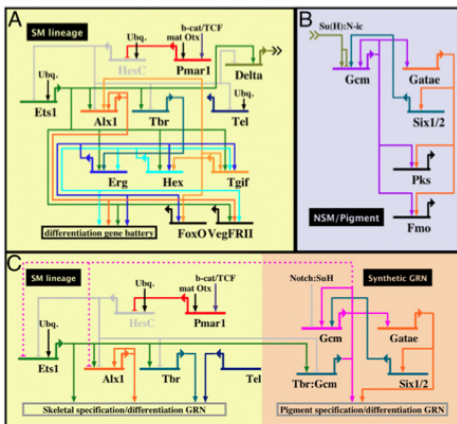 A
SM lineage
Ubq.
b-cat/TCF
mat Otx
HesC
Pmar1
Delta
Ubq.
Ubq.
Ets1
Alx1
Tbr
Tel
Erg
Hex
Tgif
differentiation gene battery
FoxO
VegFRII
B
Su(H):N-ic
Gcm
Gatae
Six1/2
Pks
NSM/Pigment
Fmo
C
SM lineage
Ubq.
b-cat/TCF
mat Otx
HesC
Pmar1
Ubq.
Ets1
Alx1
Tbr
Tel
Skeletal specification/differentiation GRN
Notch:SuH
Synthetic GRN
Gcm
Gatae
Tbr:Gcm
Six1/2
Pigment specification/differentiation GRN